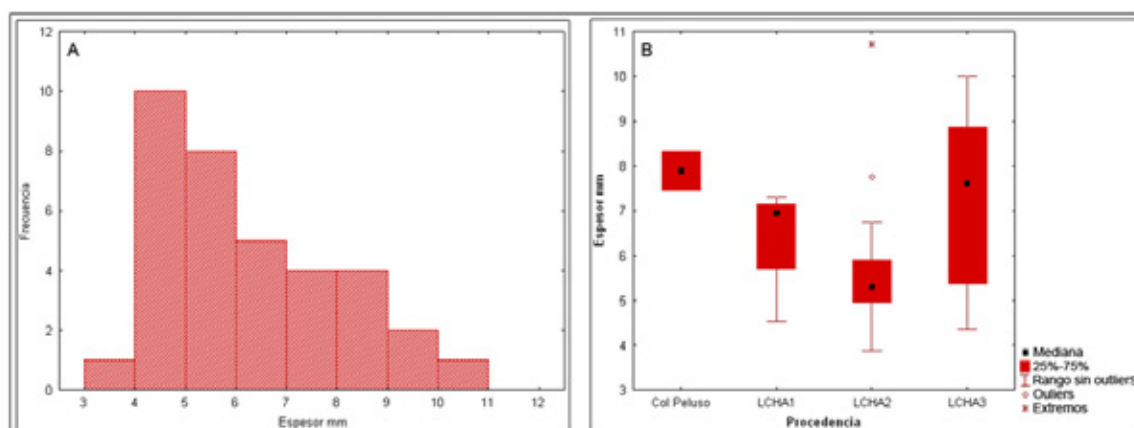 A
12
10
8
6
4
2
0
Frecuencia
3 4 5 6 7 8 9 10 11 12
Espesor mm
B
11
10
9
8
7
6
5
4
3
Espesor mm
Col Peluso LCHA1 LCHA2 LCHA3
Procedencia
Mediana
25%-75%
Rango sin outliers
Ouliers
Extremos